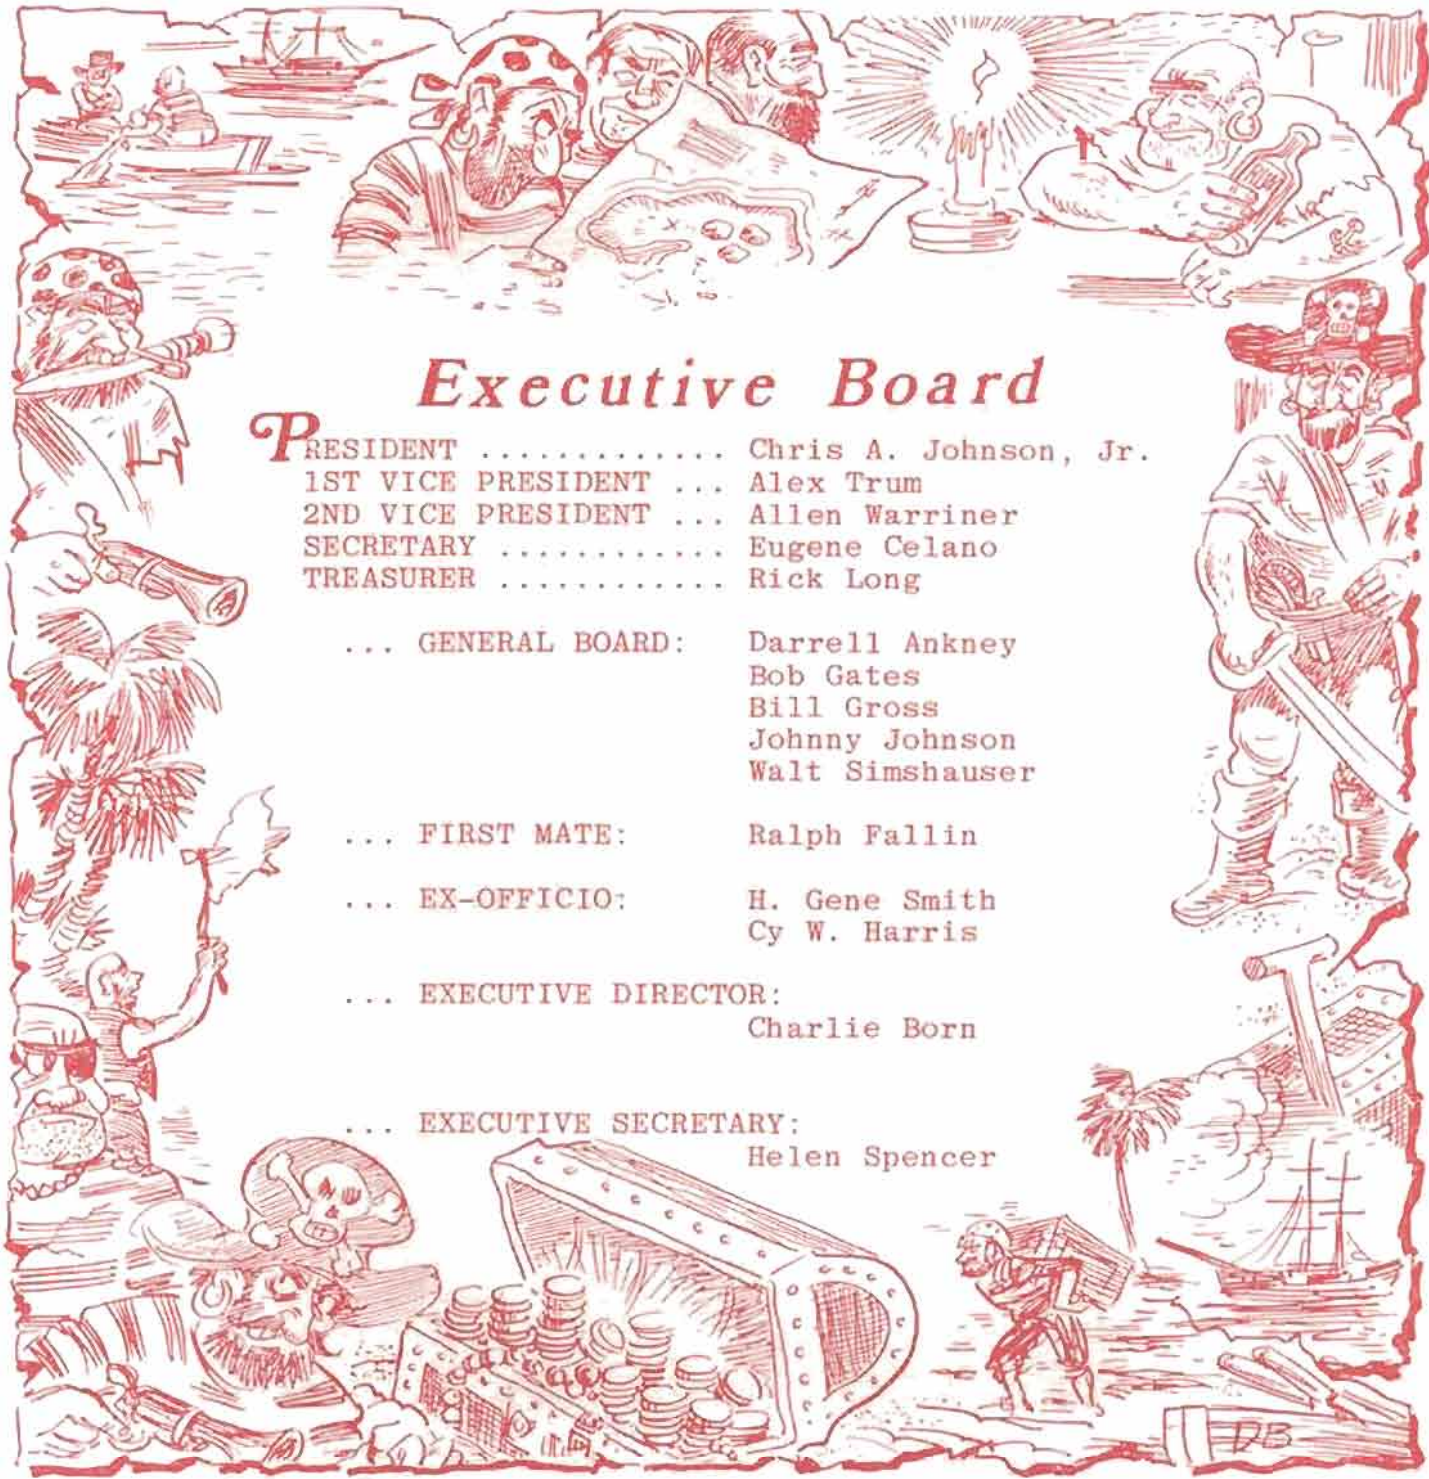 Executive Board
PRESIDENT ............. Chris A. Johnson, Jr.
1ST VICE PRESIDENT ... Alex Trum
2ND VICE PRESIDENT ... Allen Warriner
SECRETARY ............ Eugene Celano
TREASURER ............ Rick Long
... GENERAL BOARD: Darrell Ankney
Bob Gates
Bill Gross
Johnny Johnson
Walt Simshauser
... FIRST MATE: Ralph Fallin
... EX-OFFICIO: H. Gene Smith
Cy W. Harris
... EXECUTIVE DIRECTOR:
Charlie Born
... EXECUTIVE SECRETARY:
Helen Spencer
DB